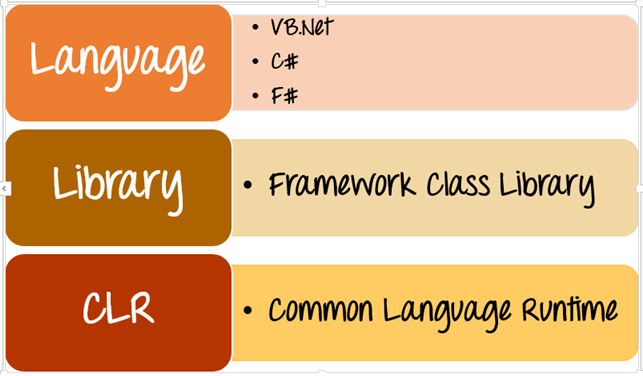 Language
• VB.Net
• C#
• F#
Library
• Framework Class Library
CLR
• Common Language Runtime